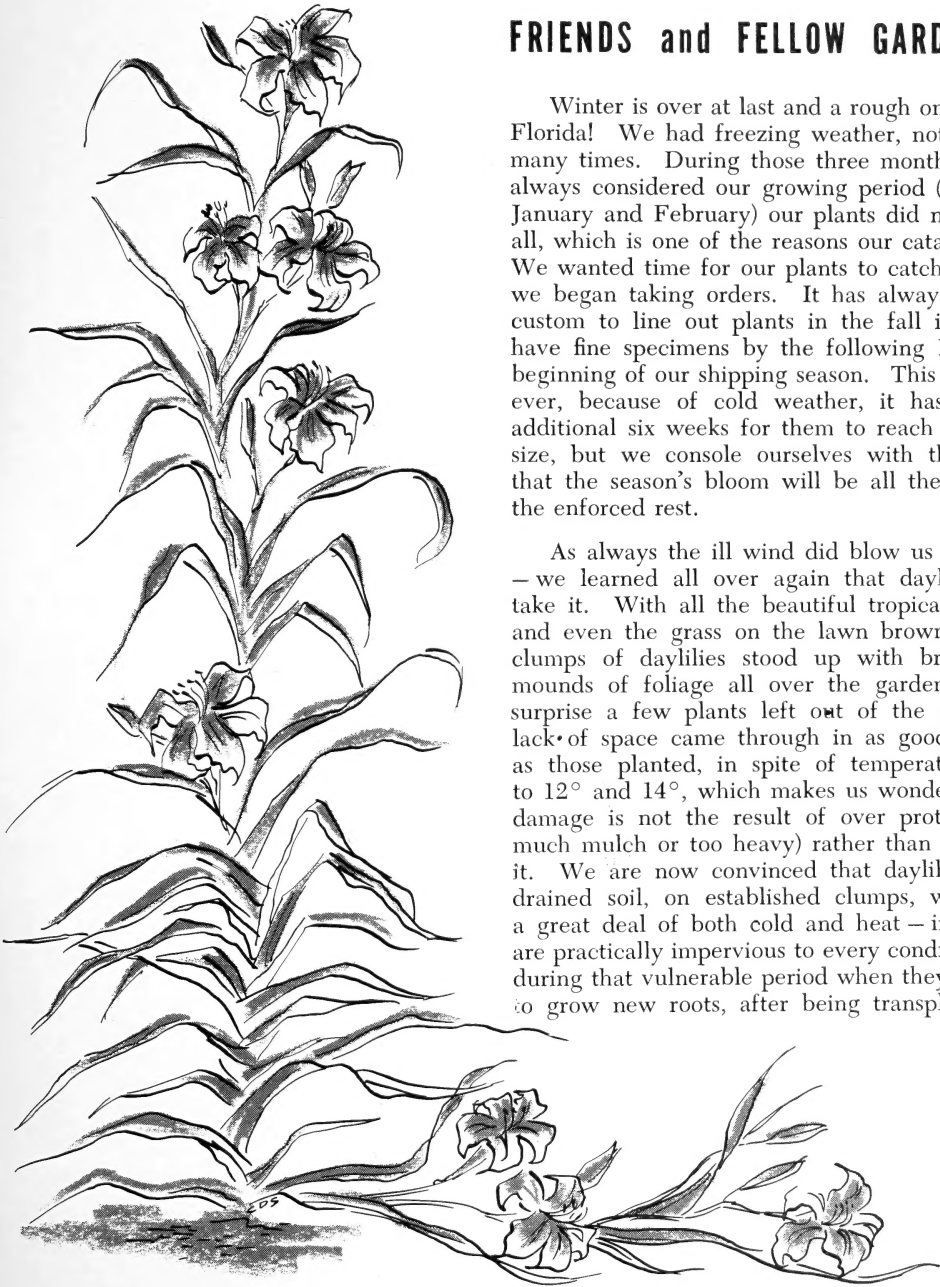 FRIENDS and FELLOW GARD
Winter is over at last and a rough or
Florida! We had freezing weather, not
many times. During those three month
always considered our growing period (
January and February) our plants did n
all, which is one of the reasons our cata
We wanted time for our plants to catch
we began taking orders. It has alway
custom to line out plants in the fall i
have fine specimens by the following
beginning of our shipping season. This
ever, because of cold weather, it has
additional six weeks for them to reach
size, but we console ourselves with th
that the season's bloom will be all the
the enforced rest.
As always the ill wind did blow us
— we learned all over again that dayl
take it. With all the beautiful tropica
and even the grass on the lawn brown
clumps of daylilies stood up with br
mounds of foliage all over the garden
surprise a few plants left out of the
lack of space came through in as good
as those planted, in spite of temperat
to 12° and 14°, which makes us wonde
damage is not the result of over prot
much mulch or too heavy) rather than
it. We are now convinced that daylil
drained soil, on established clumps, w
a great deal of both cold and heat — i
are practically impervious to every condi
during that vulnerable period when they
to grow new roots, after being transpl
EDS